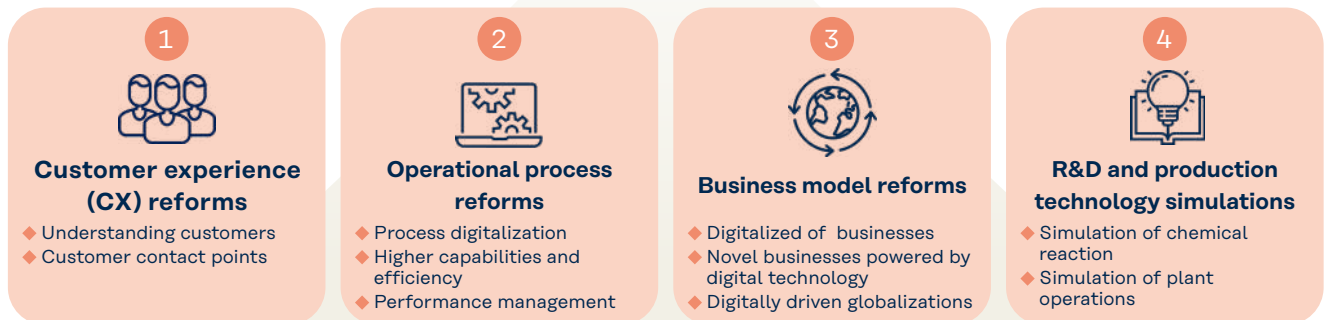 1
Customer experience
(CX) reforms
◆ Understanding customers
◆ Customer contact points
2
Operational process
reforms
◆ Process digitalization
◆ Higher capabilities and
efficiency
◆ Performance management
3
Business model reforms
◆ Digitalized of  businesses
◆ Novel businesses powered by
digital technology
◆ Digitally driven globalizations
4
R&D and production
technology simulations
◆ Simulation of chemical
reaction
◆ Simulation of plant
operations